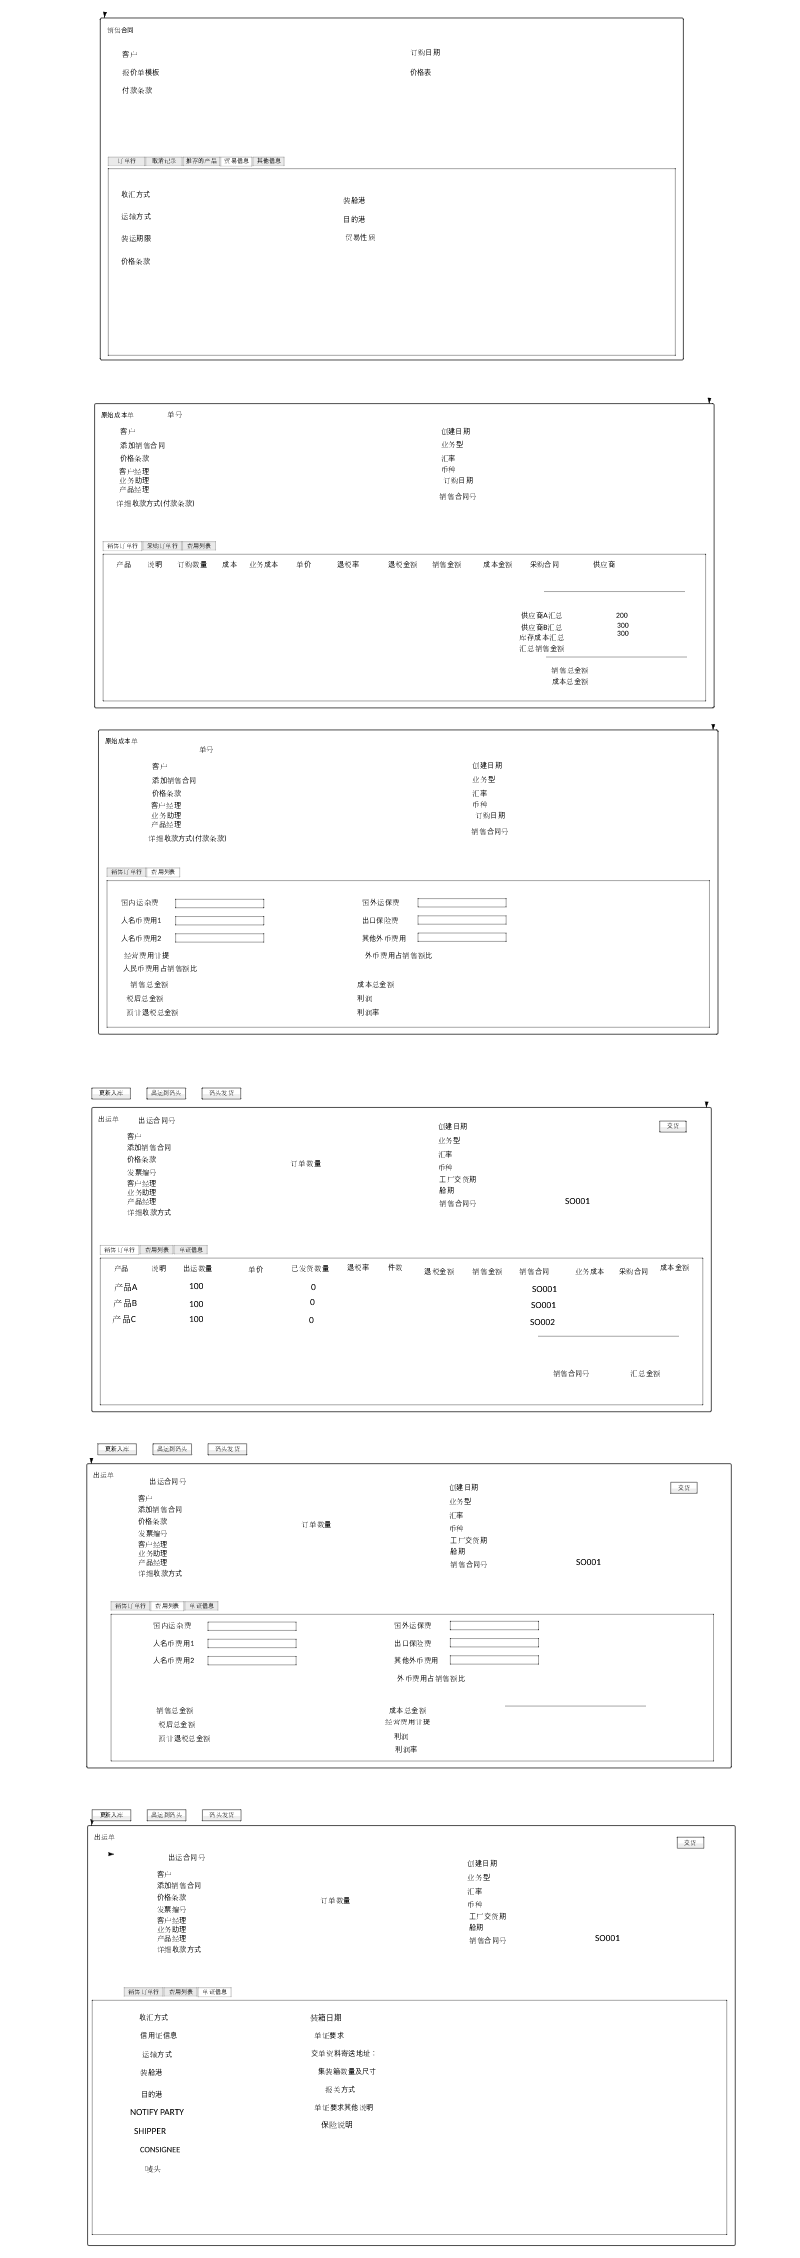 销售合同
客户 订购日期
报价单模板 价格表
付款条款
订单行 取消记录 推荐的产品 贸易信息 其他信息
收汇方式 装船港
运输方式 目的港
装运期限 贸易性质
价格条款
原始成本单 单号
客户 创建日期
添加销售合同 业务型
价格条款 汇率
客户经理 币种
业务助理 订购日期
产品经理
详细收款方式(付款条款) 销售合同号
销售订单行 采购订单行 费用列表
产品 说明 订购数量 成本 业务成本 单价 退税率 退税金额 销售金额 成本金额 采购合同 供应商
供应商A汇总 200
供应商B汇总 300
库存成本汇总 300
汇总销售金额
销售总金额
成本总金额
原始成本单
单号
客户 创建日期
添加销售合同 业务型
价格条款 汇率
客户经理 币种
业务助理 订购日期
产品经理
详细收款方式(付款条款) 销售合同号
销售订单行 费用列表
国内运杂费 国外运保费
人名币费用1 出口保险费
人名币费用2 其他外币费用
经营费用计提 外币费用占销售额比
人民币费用占销售额比
销售总金额 成本总金额
税后总金额 利润
预计退税总金额 利润率
更新入库 出运到码头 码头发货
出运单 出运合同号 创建日期 交货
客户 业务型
添加销售合同 汇率
价格条款 订单数量 币种
发票编号 工厂交货期
客户经理 船期
业务助理
产品经理 销售合同号 SO001
详细收款方式
销售订单行 费用列表 单证信息
产品 说明 出运数量 单价 已发货数量 退税率 件数 退税金额 销售金额 销售合同 业务成本 采购合同 成本金额
产品A 100 0 SO001
产品B 100 0 SO001
产品C 100 0 SO002
销售合同号 汇总金额
更新入库 出运到码头 码头发货
出运单 出运合同号 创建日期 交货
客户 业务型
添加销售合同 汇率
价格条款 订单数量 币种
发票编号 工厂交货期
客户经理 船期
业务助理
产品经理 销售合同号 SO001
详细收款方式
销售订单行 费用列表 单证信息
国内运杂费 国外运保费
人名币费用1 出口保险费
人名币费用2 其他外币费用
外币费用占销售额比
销售总金额 成本总金额
税后总金额 经营费用计提
预计退税总金额 利润
利润率
更新入库 出运到码头 码头发货
出运单 交货
出运合同号 创建日期
客户 业务型
添加销售合同 汇率
价格条款 订单数量 币种
发票编号 工厂交货期
客户经理 船期
业务助理
产品经理 销售合同号 SO001
详细收款方式
销售订单行 费用列表 单证信息
收汇方式 装箱日期
信用证信息 单证要求
运输方式 交单资料寄送地址：
装船港 集装箱数量及尺寸
目的港 报关方式
NOTIFY PARTY 单证要求其他说明
SHIPPER 保险说明
CONSIGNEE
唛头